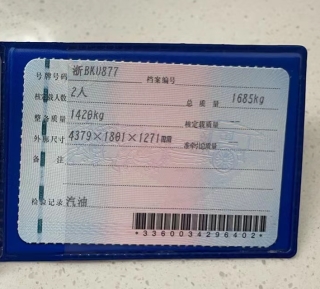 号牌号码 浙BKU877 档案编号
核定载人数 2人 总质量 1685kg
整备质量 1420kg 核定载质量 --
外廓尺寸 4379×1801×1271mm 准牵引总质量 --
备注
检验记录 汽油
*3360034296402*